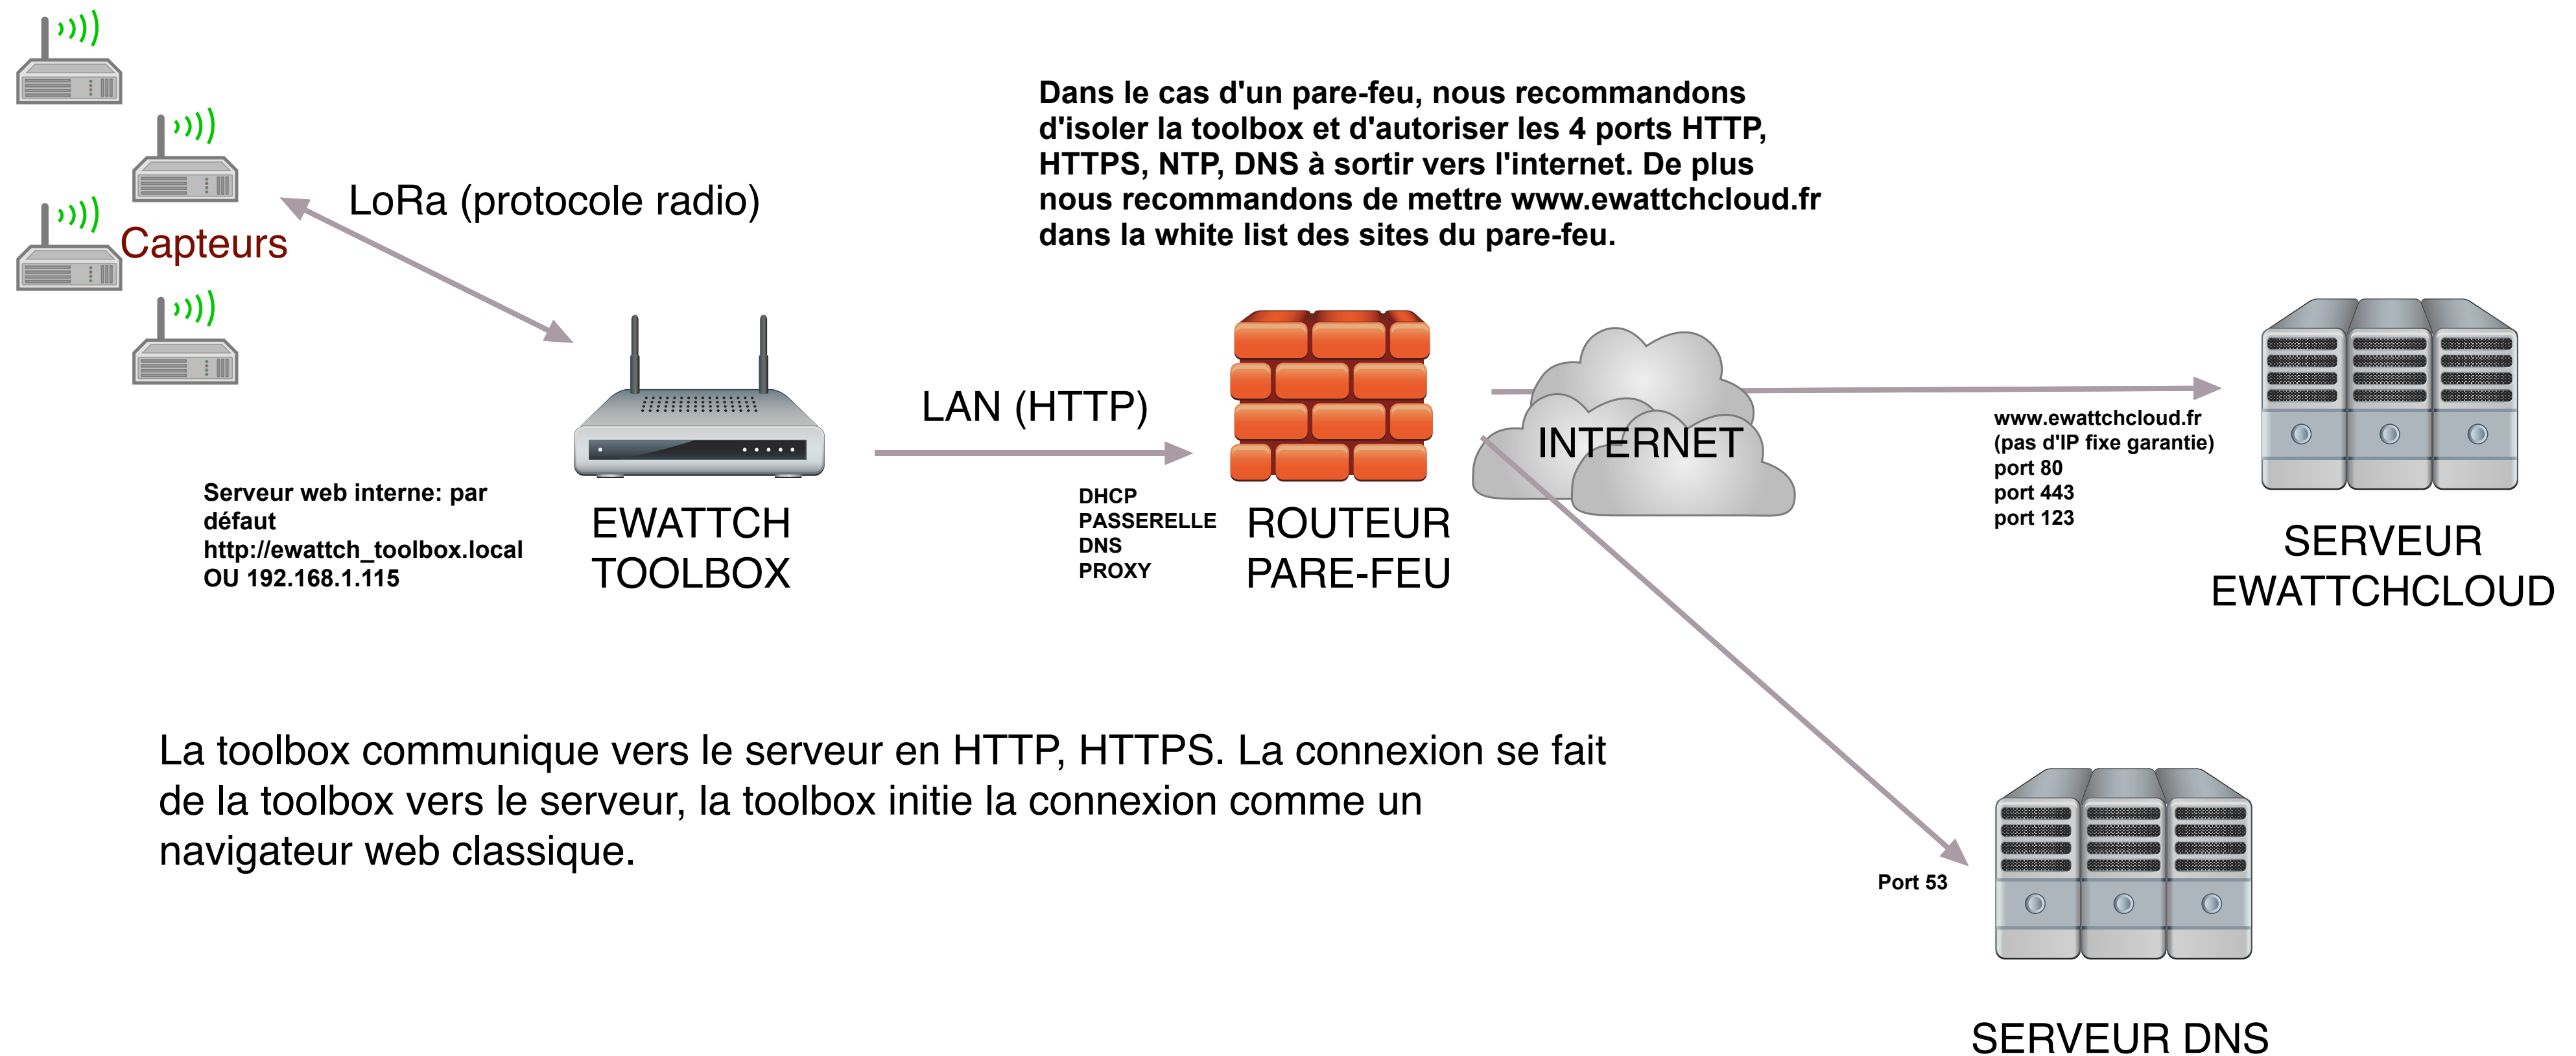 Dans le cas d'un pare-feu, nous recommandons
d'isoler la toolbox et d'autoriser les 4 ports HTTP,
HTTPS, NTP, DNS à sortir vers l'internet. De plus
nous recommandons de mettre www.ewattchcloud.fr
dans la white list des sites du pare-feu.
LoRa (protocole radio)
Capteurs
LAN (HTTP)
INTERNET
www.ewattchcloud.fr
(pas d'IP fixe garantie)
port 80
port 443
port 123
Serveur web interne: par
défaut
http://ewattch_toolbox.local
OU 192.168.1.115
EWATTCH
TOOLBOX
DHCP
PASSERELLE
DNS
PROXY
ROUTEUR
PARE-FEU
SERVEUR
EWATTCHCLOUD
La toolbox communique vers le serveur en HTTP, HTTPS. La connexion se fait
de la toolbox vers le serveur, la toolbox initie la connexion comme un
navigateur web classique.
Port 53
SERVEUR DNS